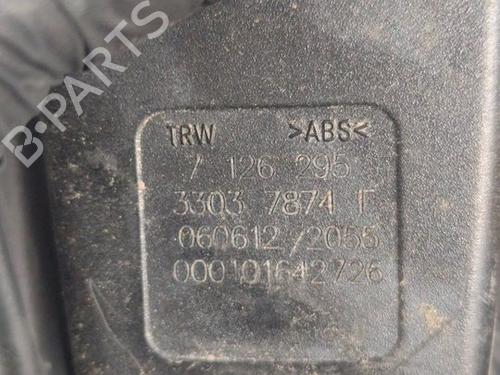 B-PARTS
TRW >ABS<
7 126 295
3303 7874 F
060612/2055
000101642726